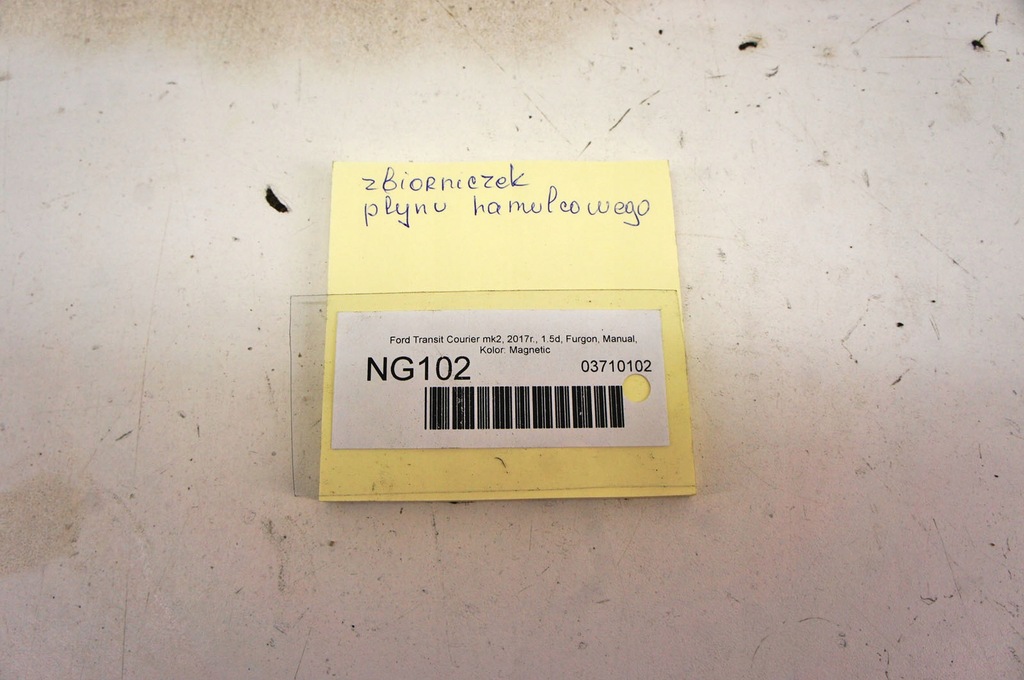 zbiorniczek
płynu hamulcowego
Ford Transit Courier mk2, 2017r., 1.5d, Furgon, Manual,
Kolor: Magnetic
NG102 03710102